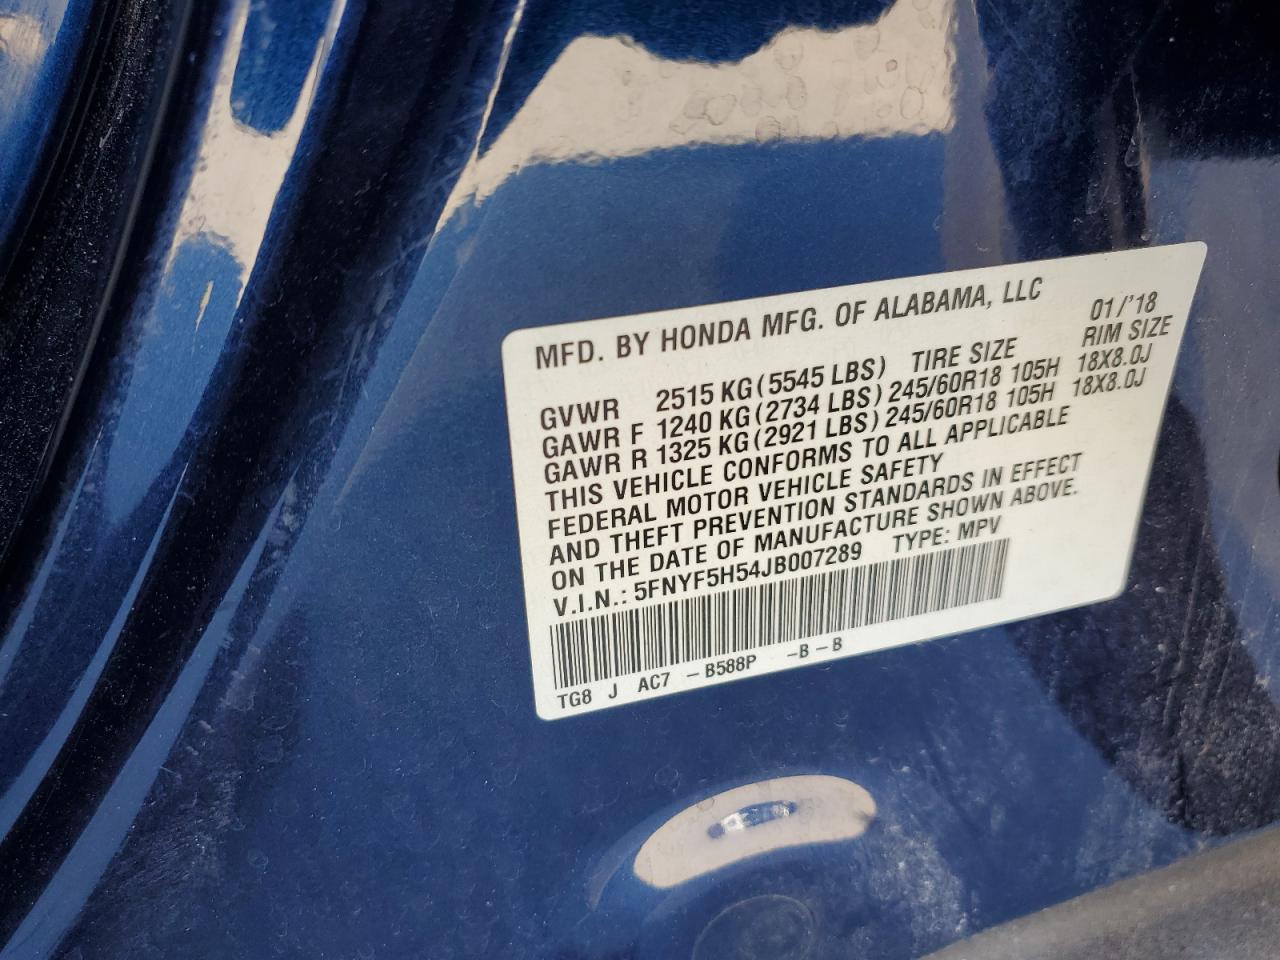 MFD. BY HONDA MFG. OF ALABAMA, LLC 01/'18
GVWR 2515 KG(5545 LBS) TIRE SIZE RIM SIZE
GAWR F 1240 KG(2734 LBS) 245/60R18 105H 18X8.0J
GAWR R 1325 KG(2921 LBS) 245/60R18 105H 18X8.0J
THIS VEHICLE CONFORMS TO ALL APPLICABLE
FEDERAL MOTOR VEHICLE SAFETY
AND THEFT PREVENTION STANDARDS IN EFFECT
ON THE DATE OF MANUFACTURE SHOWN ABOVE.
V.I.N.: 5FNYF5H54JB007289 TYPE: MPV
TG8 J AC7 -B588P -B-B